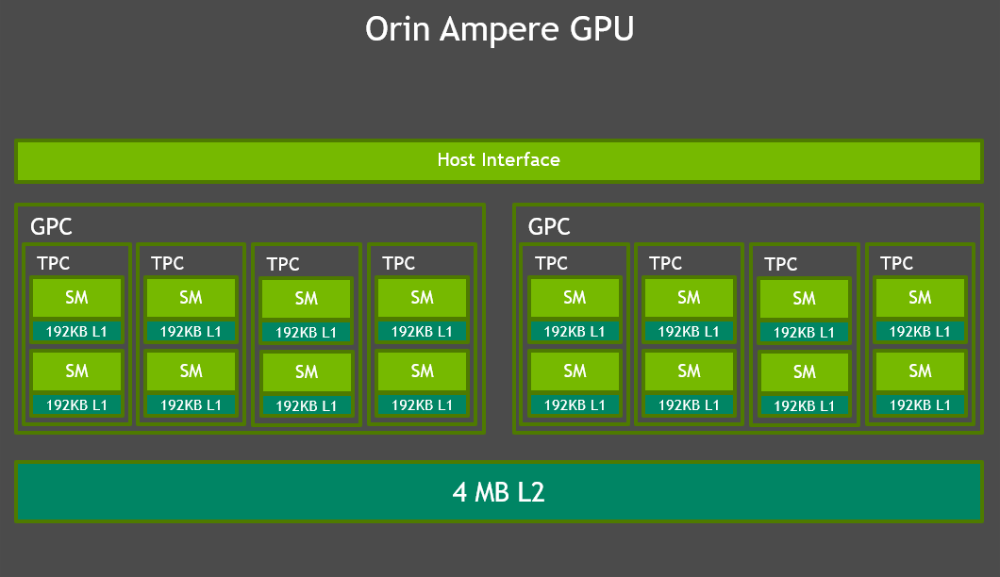 Orin Ampere GPU
Host Interface
GPC
TPC TPC TPC TPC
SM SM SM SM
192KB L1 192KB L1 192KB L1 192KB L1
SM SM SM SM
192KB L1 192KB L1 192KB L1 192KB L1
GPC
TPC TPC TPC TPC
SM SM SM SM
192KB L1 192KB L1 192KB L1 192KB L1
SM SM SM SM
192KB L1 192KB L1 192KB L1 192KB L1
4 MB L2